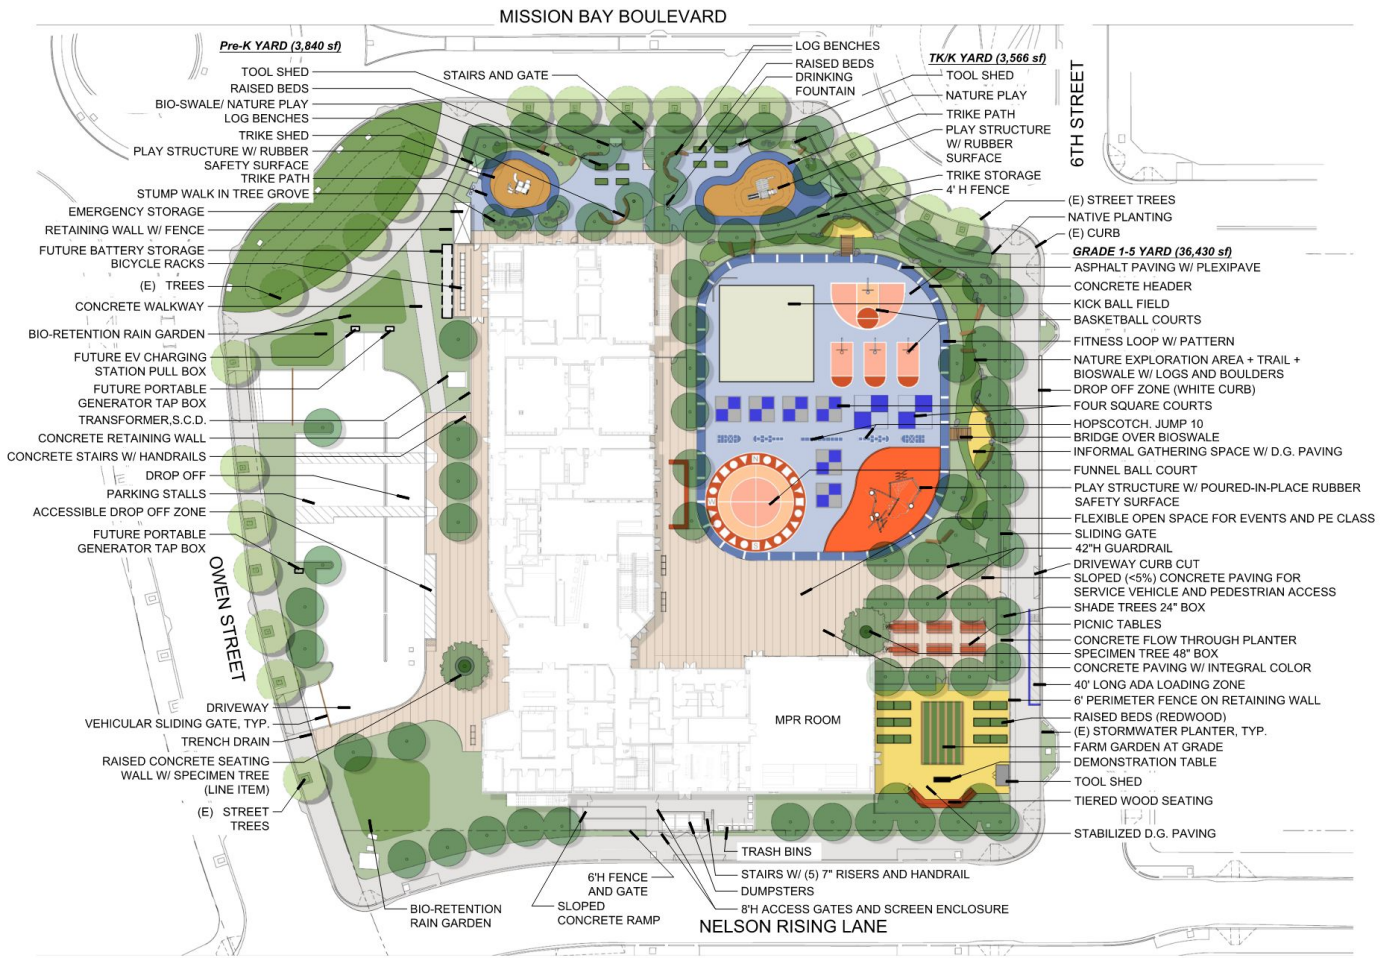 MISSION BAY BOULEVARD
Pre-K YARD (3,840 sf)
TOOL SHED
RAISED BEDS
BIO-SWALE/ NATURE PLAY
LOG BENCHES
TRIKE SHED
PLAY STRUCTURE W/ RUBBER
SAFETY SURFACE
TRIKE PATH
STUMP WALK IN TREE GROVE
EMERGENCY STORAGE
RETAINING WALL W/ FENCE
FUTURE BATTERY STORAGE
BICYCLE RACKS
(E) TREES
CONCRETE WALKWAY
BIO-RETENTION RAIN GARDEN
FUTURE EV CHARGING
STATION PULL BOX
FUTURE PORTABLE
GENERATOR TAP BOX
TRANSFORMER,S.C.D.
CONCRETE RETAINING WALL
CONCRETE STAIRS W/ HANDRAILS
DROP OFF
PARKING STALLS
ACCESSIBLE DROP OFF ZONE
FUTURE PORTABLE
GENERATOR TAP BOX
OWEN STREET
DRIVEWAY
VEHICULAR SLIDING GATE, TYP.
TRENCH DRAIN
RAISED CONCRETE SEATING
WALL W/ SPECIMEN TREE
(LINE ITEM)
(E) STREET
TREES
STAIRS AND GATE
LOG BENCHES
RAISED BEDS
DRINKING
FOUNTAIN
TK/K YARD (3,566 sf)
TOOL SHED
NATURE PLAY
TRIKE PATH
PLAY STRUCTURE
W/ RUBBER
SURFACE
TRIKE STORAGE
4' H FENCE
6TH STREET
(E) STREET TREES
NATIVE PLANTING
(E) CURB
GRADE 1-5 YARD (36,430 sf)
ASPHALT PAVING W/ PLEXIPAVE
CONCRETE HEADER
KICK BALL FIELD
BASKETBALL COURTS
FITNESS LOOP W/ PATTERN
NATURE EXPLORATION AREA + TRAIL +
BIOSWALE W/ LOGS AND BOULDERS
DROP OFF ZONE (WHITE CURB)
FOUR SQUARE COURTS
HOPSCOTCH. JUMP 10
BRIDGE OVER BIOSWALE
INFORMAL GATHERING SPACE W/ D.G. PAVING
FUNNEL BALL COURT
PLAY STRUCTURE W/ POURED-IN-PLACE RUBBER
SAFETY SURFACE
FLEXIBLE OPEN SPACE FOR EVENTS AND PE CLASS
SLIDING GATE
42"H GUARDRAIL
DRIVEWAY CURB CUT
SLOPED (<5%) CONCRETE PAVING FOR
SERVICE VEHICLE AND PEDESTRIAN ACCESS
SHADE TREES 24" BOX
PICNIC TABLES
CONCRETE FLOW THROUGH PLANTER
SPECIMEN TREE 48" BOX
CONCRETE PAVING W/ INTEGRAL COLOR
40' LONG ADA LOADING ZONE
6' PERIMETER FENCE ON RETAINING WALL
RAISED BEDS (REDWOOD)
(E) STORMWATER PLANTER, TYP.
FARM GARDEN AT GRADE
DEMONSTRATION TABLE
TOOL SHED
TIERED WOOD SEATING
STABILIZED D.G. PAVING
MPR ROOM
TRASH BINS
STAIRS W/ (5) 7" RISERS AND HANDRAIL
DUMPSTERS
8'H ACCESS GATES AND SCREEN ENCLOSURE
6'H FENCE
AND GATE
SLOPED
CONCRETE RAMP
BIO-RETENTION
RAIN GARDEN
NELSON RISING LANE